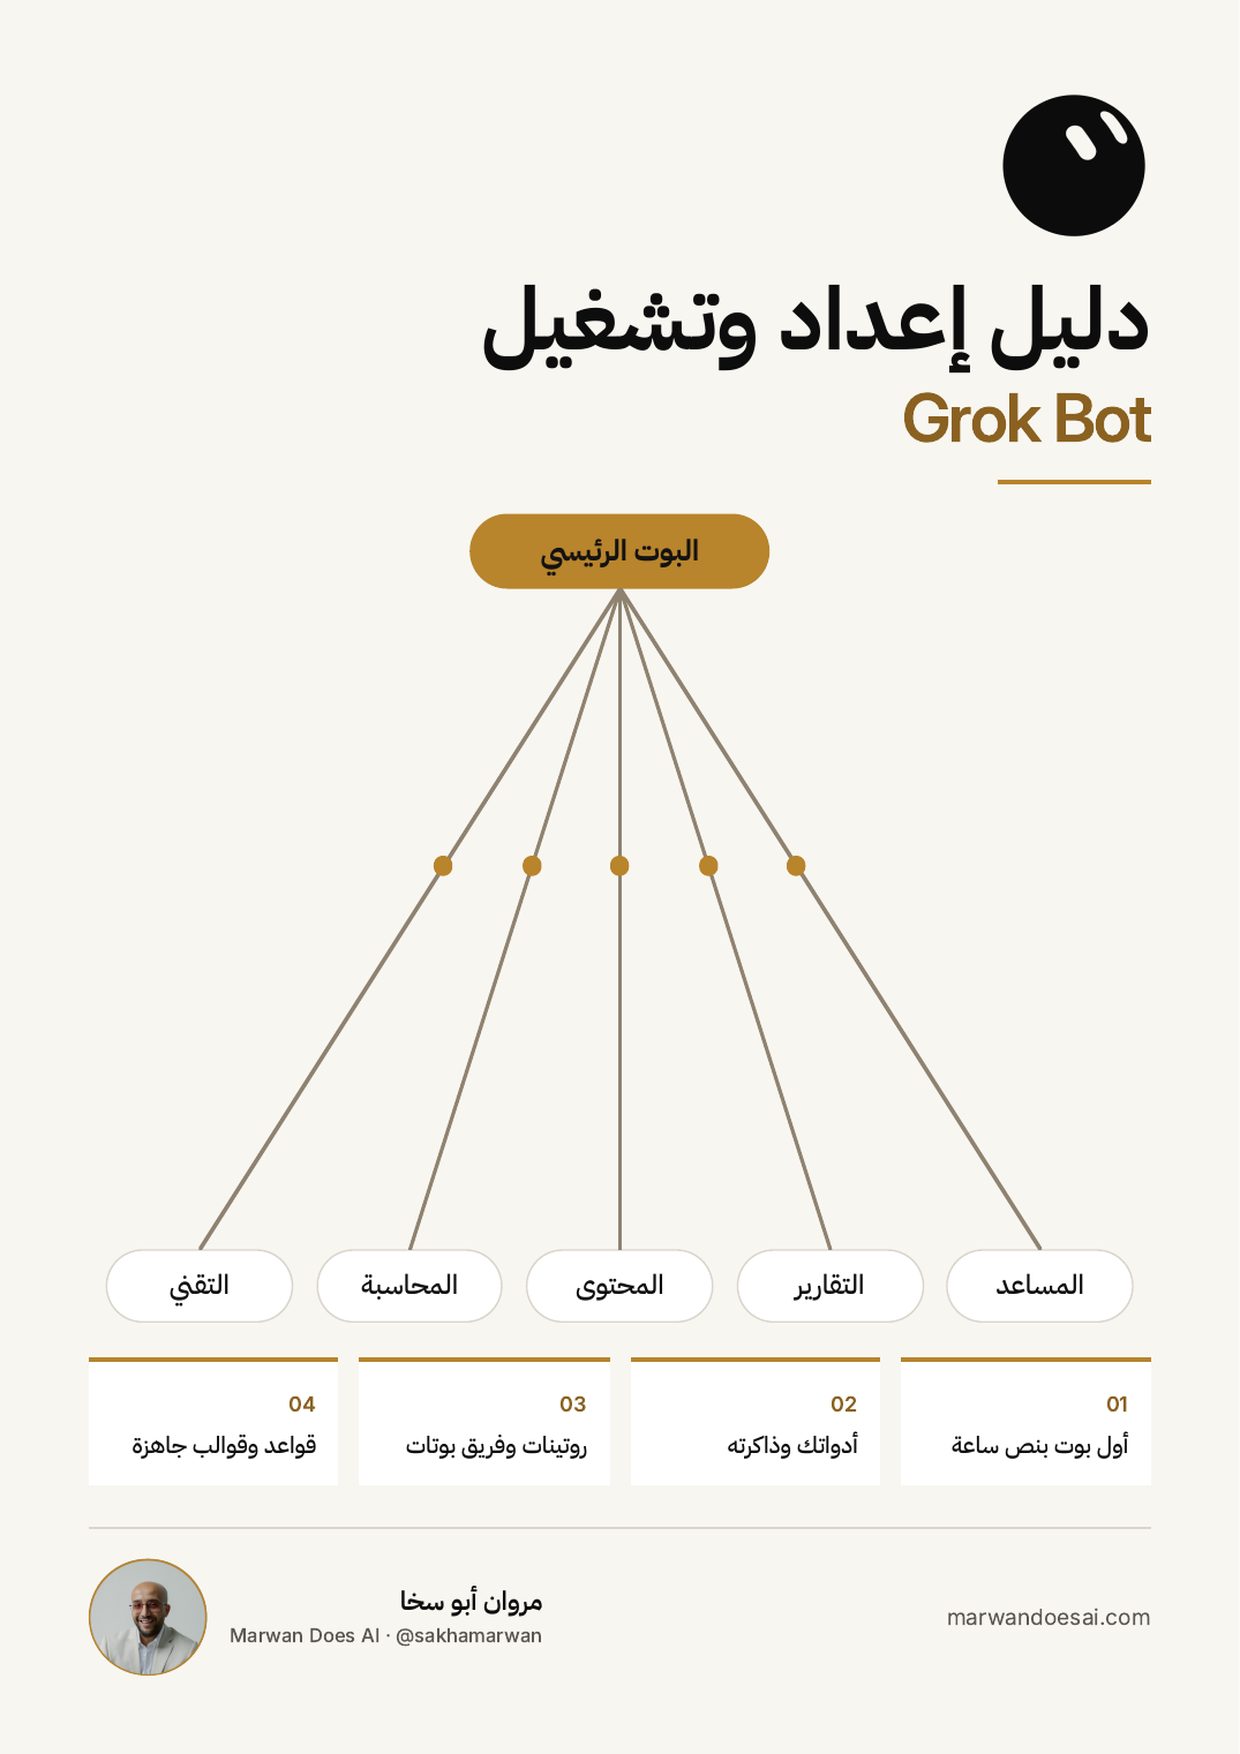 دليل إعداد وتشغيل
Grok Bot
البوت الرئيسي
المساعد
التقارير
المحتوى
المحاسبة
التقني
01
أول بوت بنص ساعة
02
أدواتك وذاكرته
03
روتينات وفريق بوتات
04
قواعد وقوالب جاهزة
marwandoesai.com
مروان أبو سخا
Marwan Does AI · @sakhamarwan